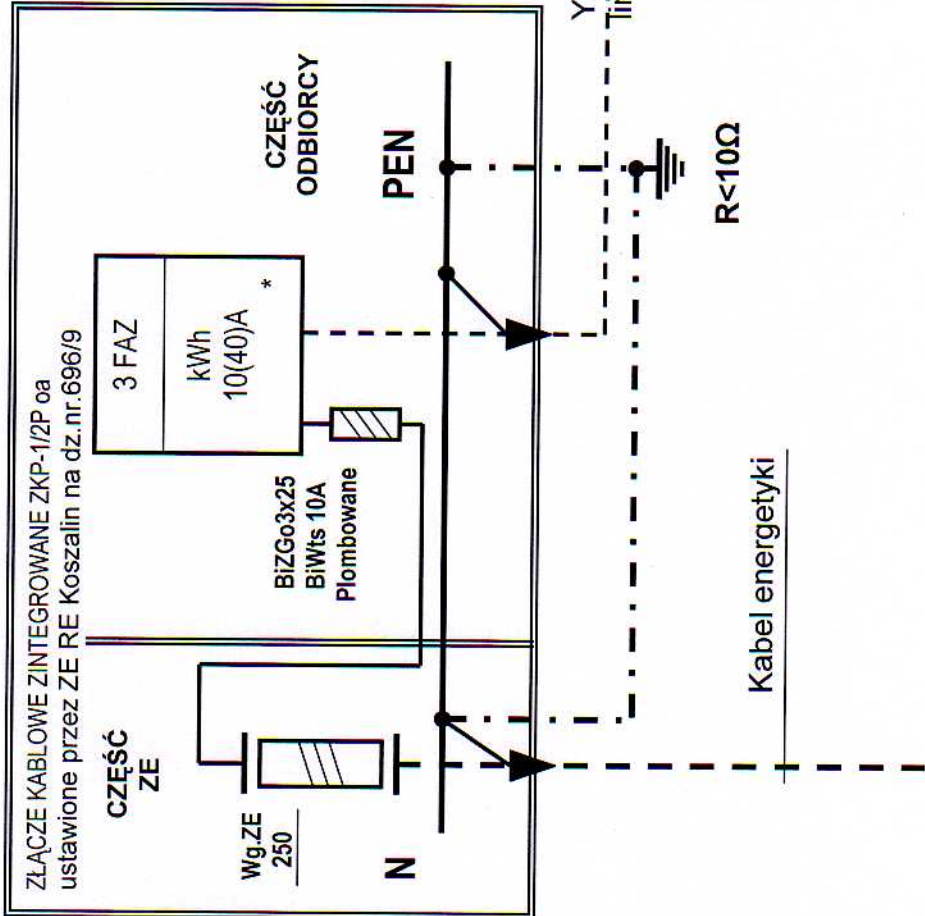 ZŁĄCZE KABLOWE ZINTEGROWANE ZKP-1/2P oa
ustawione przez ZE RE Koszalin na dz.nr.696/9
CZĘŚĆ
ZE
Wg.ZE
250
N
3 FAZ
kWh
10(40)A
*
BiZGo3x25
BiWts 10A
Plombowane
CZĘŚĆ
ODBIORCY
PEN
R<10Ω
Kabel energetyki